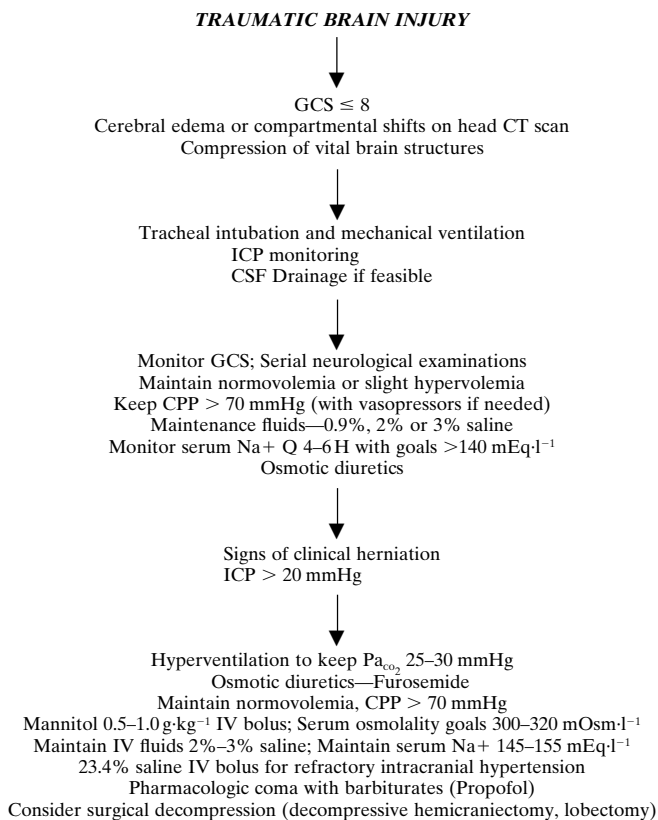 TRAUMATIC BRAIN INJURY
GCS ≤ 8
Cerebral edema or compartmental shifts on head CT scan
Compression of vital brain structures
Tracheal intubation and mechanical ventilation
ICP monitoring
CSF Drainage if feasible
Monitor GCS; Serial neurological examinations
Maintain normovolemia or slight hypervolemia
Keep CPP > 70 mmHg (with vasopressors if needed)
Maintenance fluids—0.9%, 2% or 3% saline
Monitor serum Na+ Q 4–6 H with goals >140 mEq·l⁻¹
Osmotic diuretics
Signs of clinical herniation
ICP > 20 mmHg
Hyperventilation to keep Pa_co₂ 25–30 mmHg
Osmotic diuretics—Furosemide
Maintain normovolemia, CPP > 70 mmHg
Mannitol 0.5–1.0 g·kg⁻¹ IV bolus; Serum osmolality goals 300–320 mOsm·l⁻¹
Maintain IV fluids 2%–3% saline; Maintain serum Na+ 145–155 mEq·l⁻¹
23.4% saline IV bolus for refractory intracranial hypertension
Pharmacologic coma with barbiturates (Propofol)
Consider surgical decompression (decompressive hemicraniectomy, lobectomy)